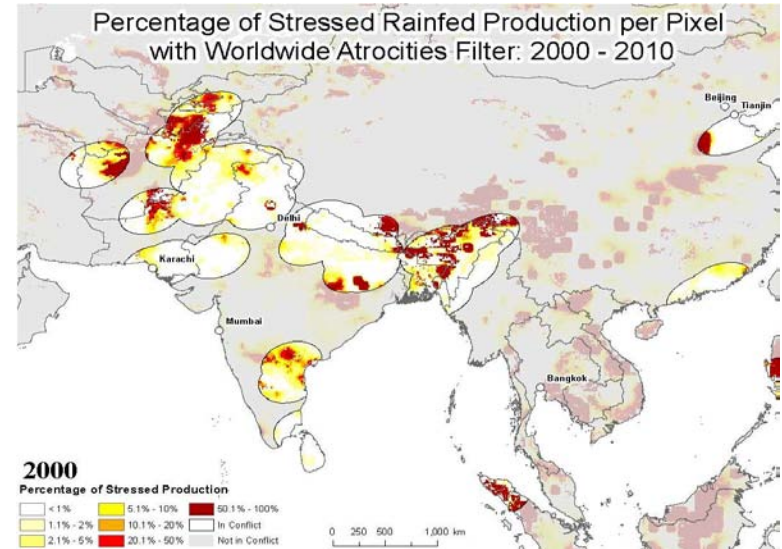 Percentage of Stressed Rainfed Production per Pixel
with Worldwide Atrocities Filter: 2000 - 2010
Beijing
Tianjin
Delhi
Karachi
Mumbai
Bangkok
2000
Percentage of Stressed Production
< 1%
5.1% - 10%
50.1% - 100%
1.1% - 2%
10.1% - 20%
In Conflict
2.1% - 5%
20.1% - 50%
Not in Conflict
0 250 500 1,000 km